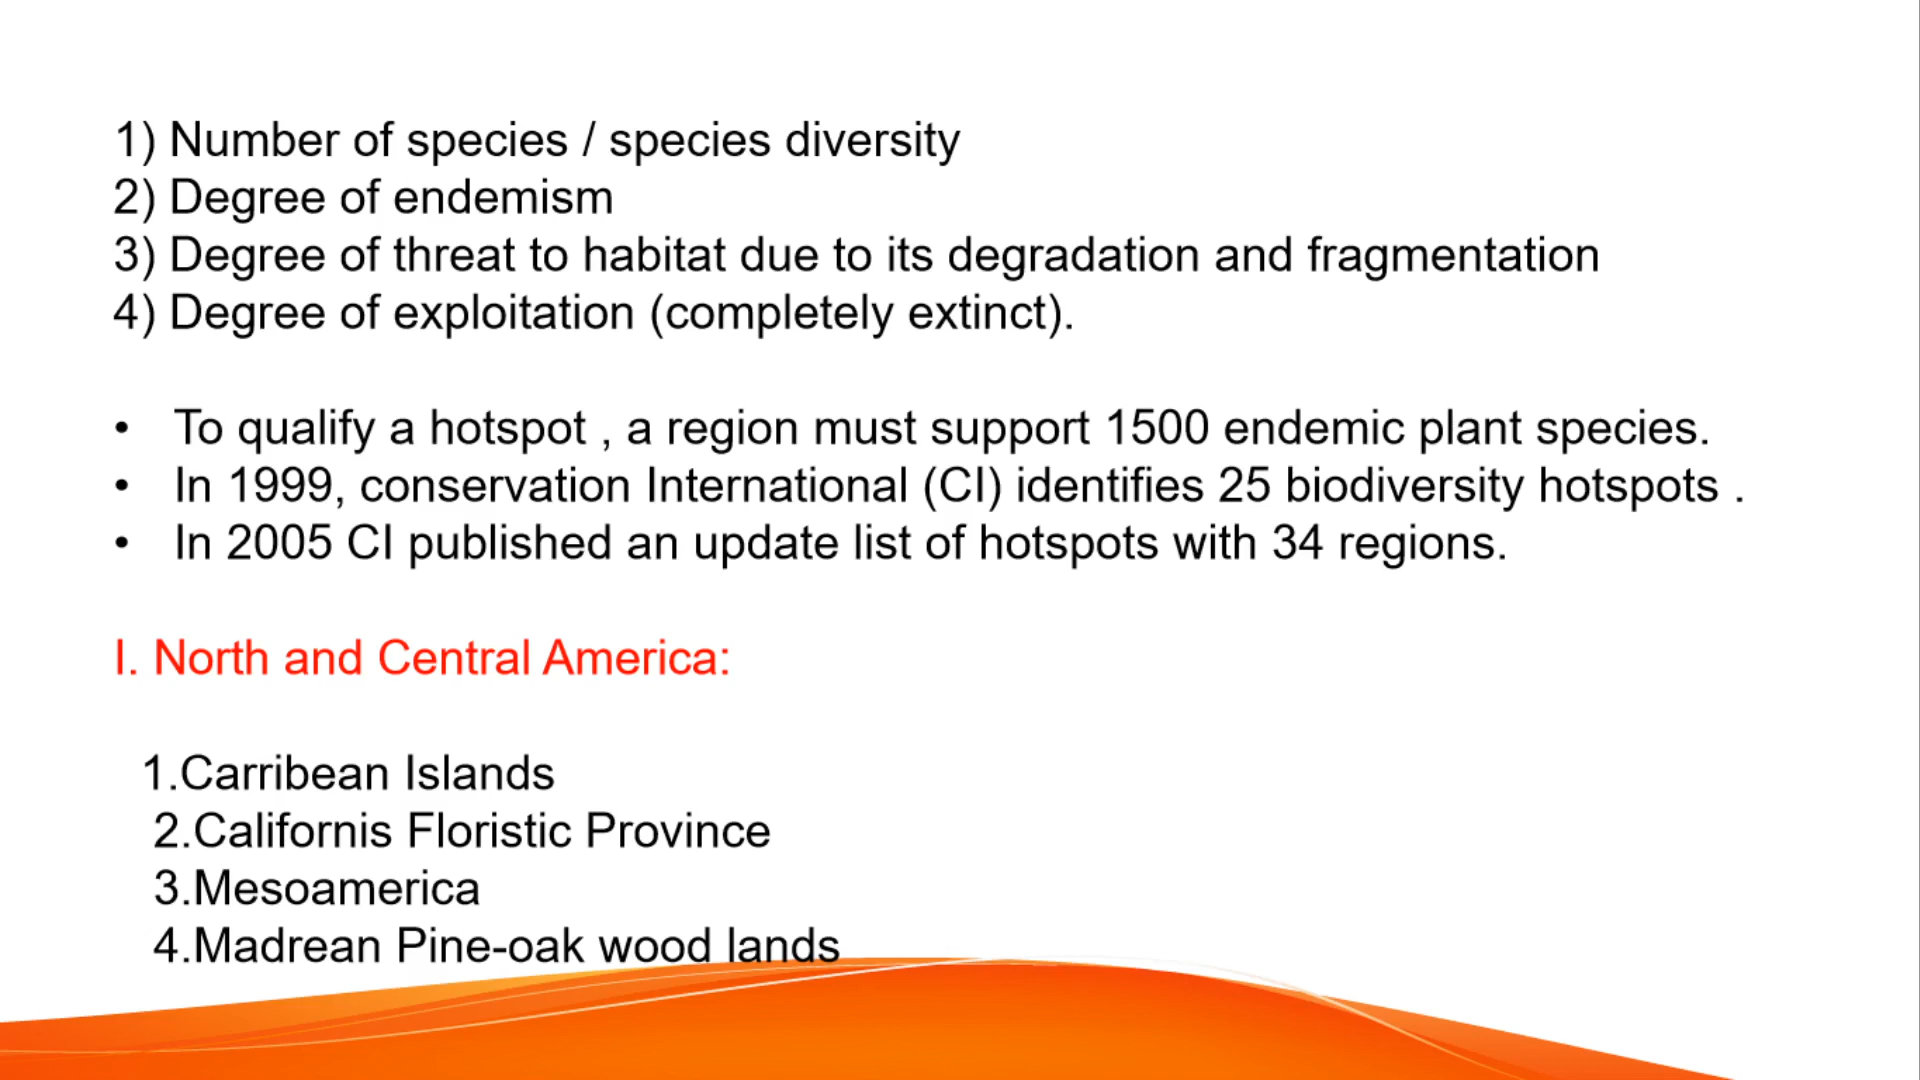 1) Number of species / species diversity
2) Degree of endemism
3) Degree of threat to habitat due to its degradation and fragmentation
4) Degree of exploitation (completely extinct).
• To qualify a hotspot , a region must support 1500 endemic plant species.
• In 1999, conservation International (CI) identifies 25 biodiversity hotspots .
• In 2005 CI published an update list of hotspots with 34 regions.
I. North and Central America:
1.Carribean Islands
2.Californis Floristic Province
3.Mesoamerica
4.Madrean Pine-oak wood lands